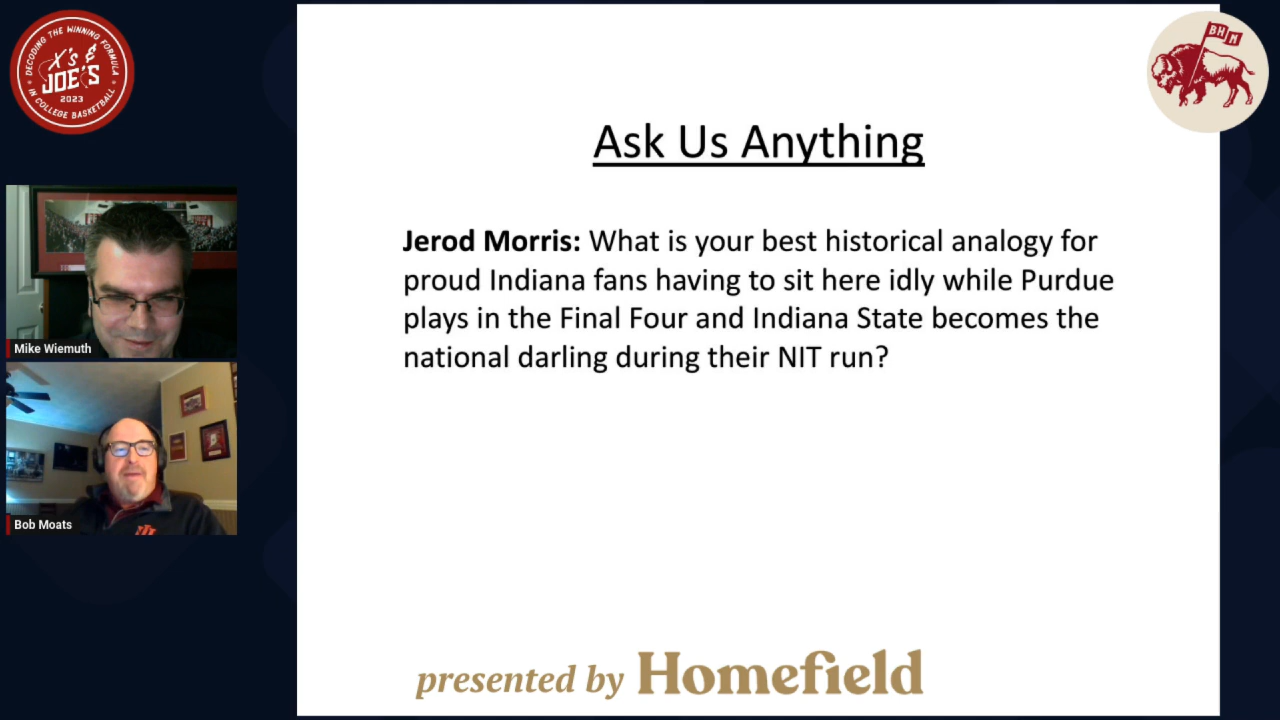 DECODING THE WINNING FORMULA
X's &
JOE'S
2023
IN COLLEGE BASKETBALL
BHM
Ask Us Anything
Jerod Morris: What is your best historical analogy for
proud Indiana fans having to sit here idly while Purdue
plays in the Final Four and Indiana State becomes the
national darling during their NIT run?
Mike Wiemuth
Bob Moats
presented by Homefield